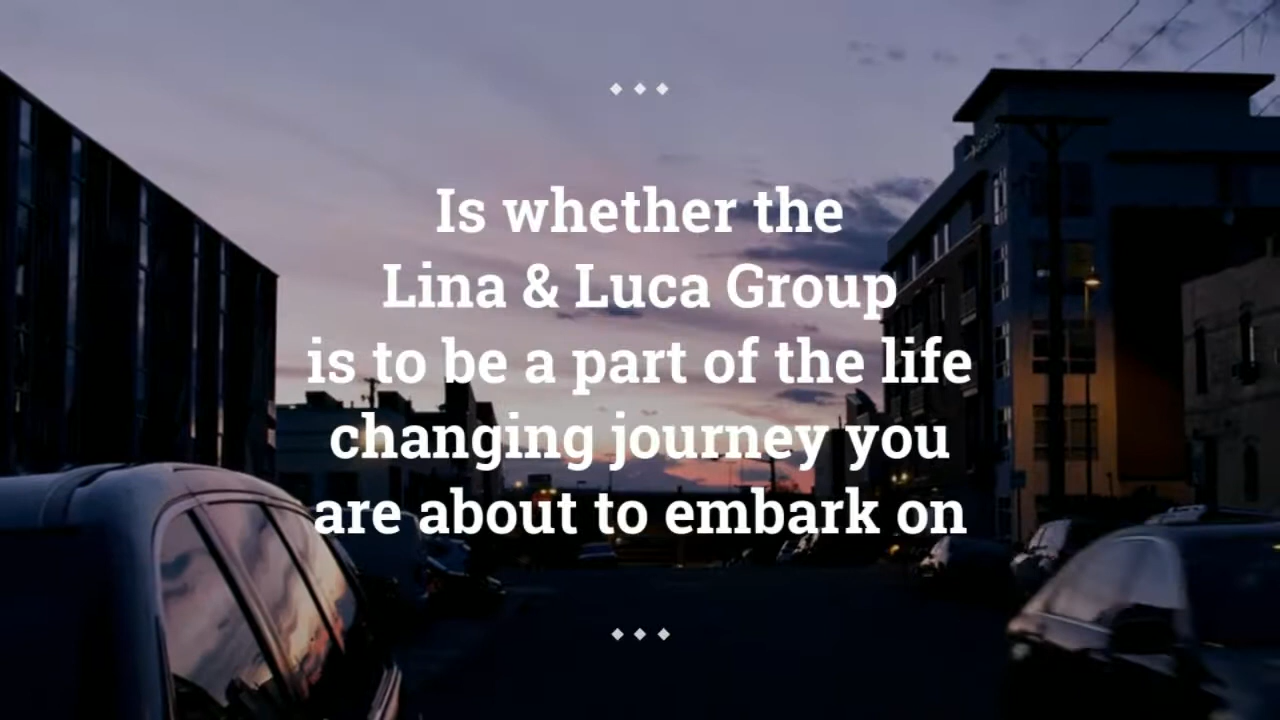 Is whether the
Lina & Luca Group
is to be a part of the life
changing journey you
are about to embark on